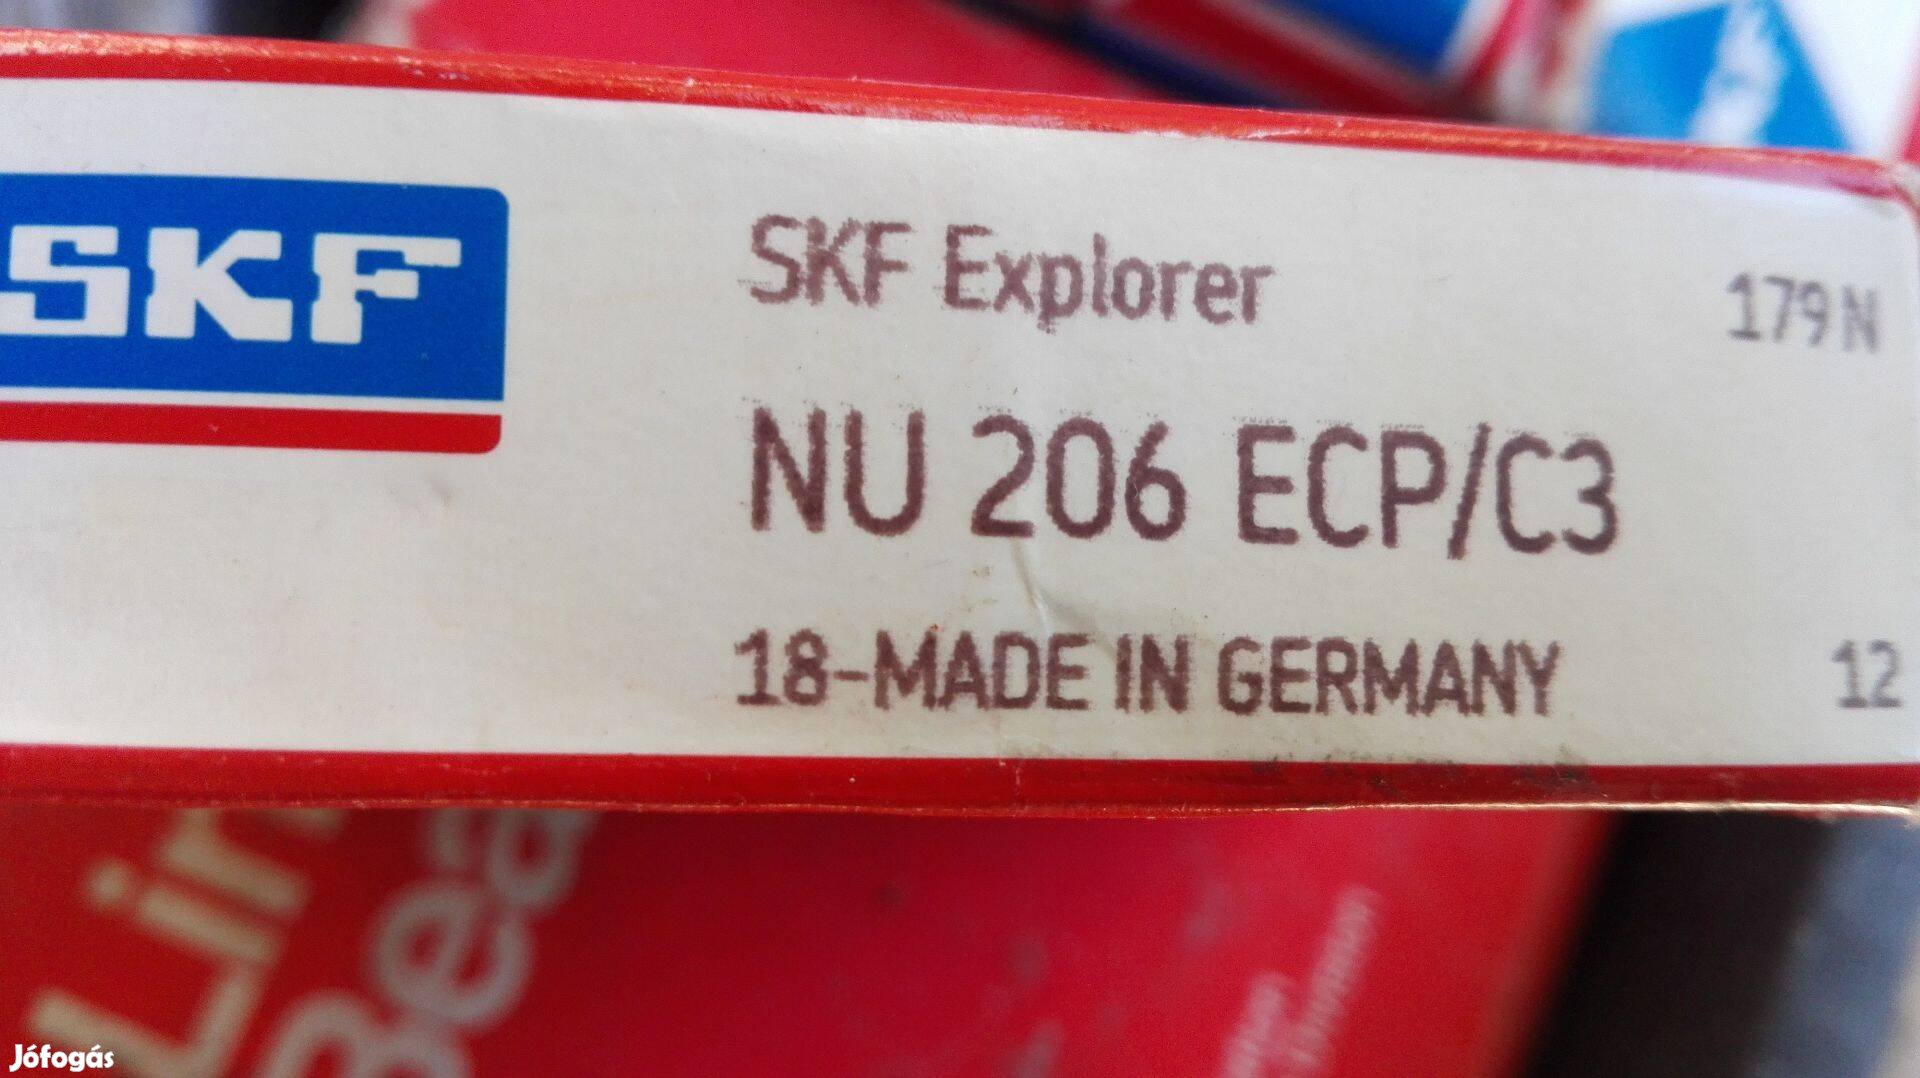 SKF
SKF Explorer
179 N
NU 206 ECP/C3
18-MADE IN GERMANY
12
Jófogás